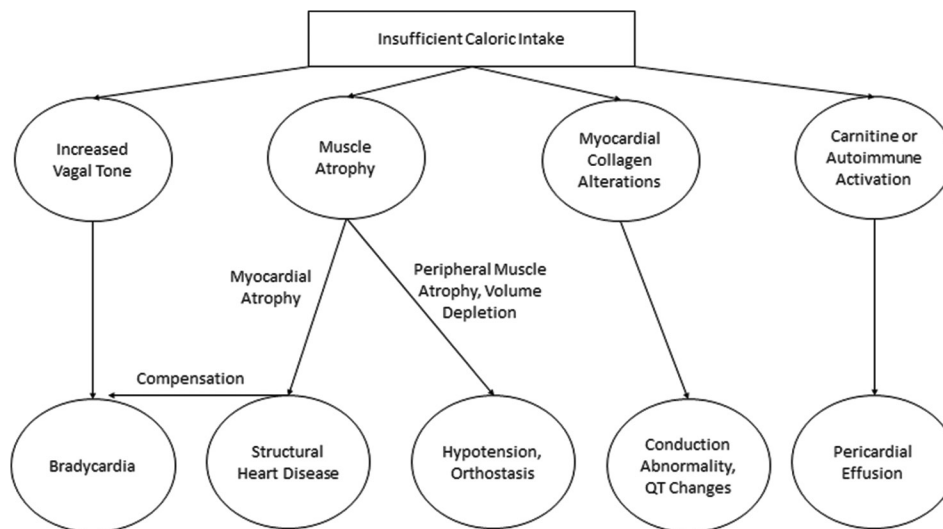 Insufficient Caloric Intake
Increased
Vagal Tone
Muscle
Atrophy
Myocardial
Collagen
Alterations
Carnitine or
Autoimmune
Activation
Myocardial
Atrophy
Peripheral Muscle
Atrophy, Volume
Depletion
Compensation
Bradycardia
Structural
Heart Disease
Hypotension,
Orthostasis
Conduction
Abnormality,
QT Changes
Pericardial
Effusion